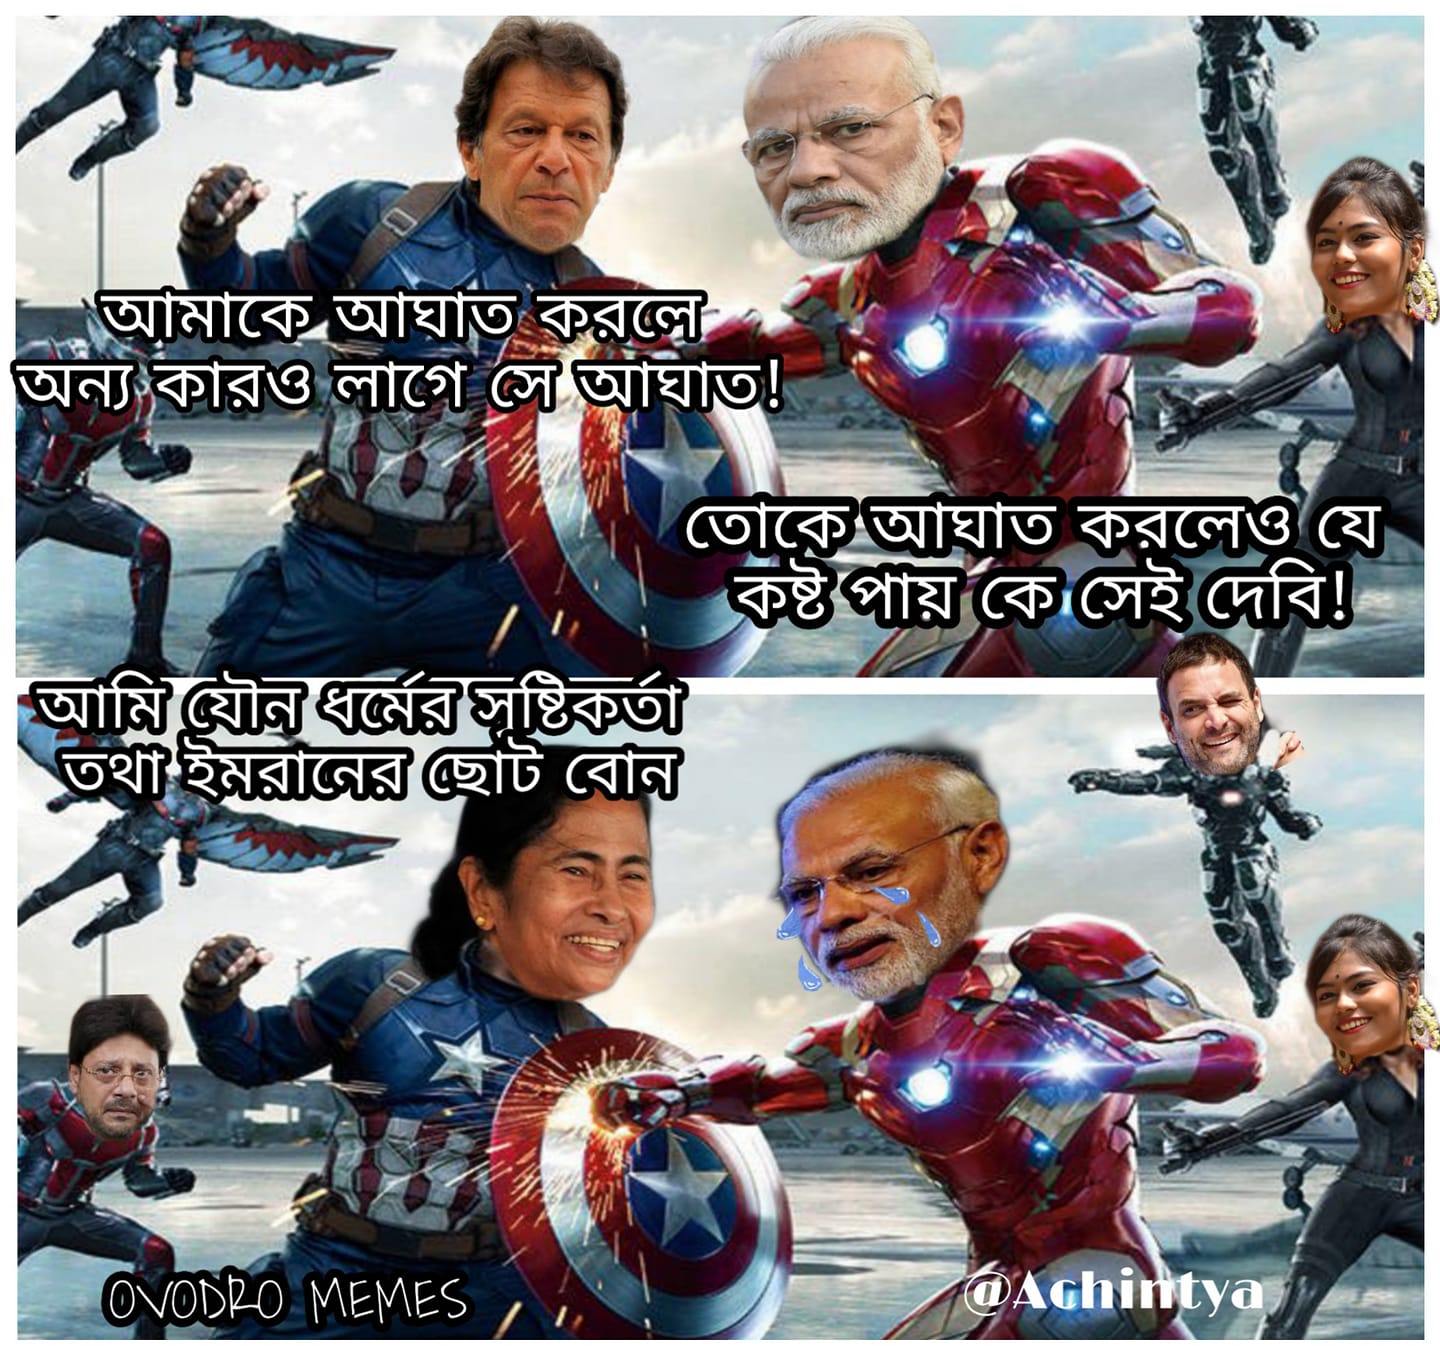 আমাকে আঘাত করলে
অন্য কারও লাগে সে আঘাত!
তোকে আঘাত করলেও যে
কষ্ট পায় কে সেই দেবি!
আমি যৌন ধর্মের সৃষ্টিকর্তা
তথা ইমরানের ছোট বোন
OVODRO MEMES
@Achintya